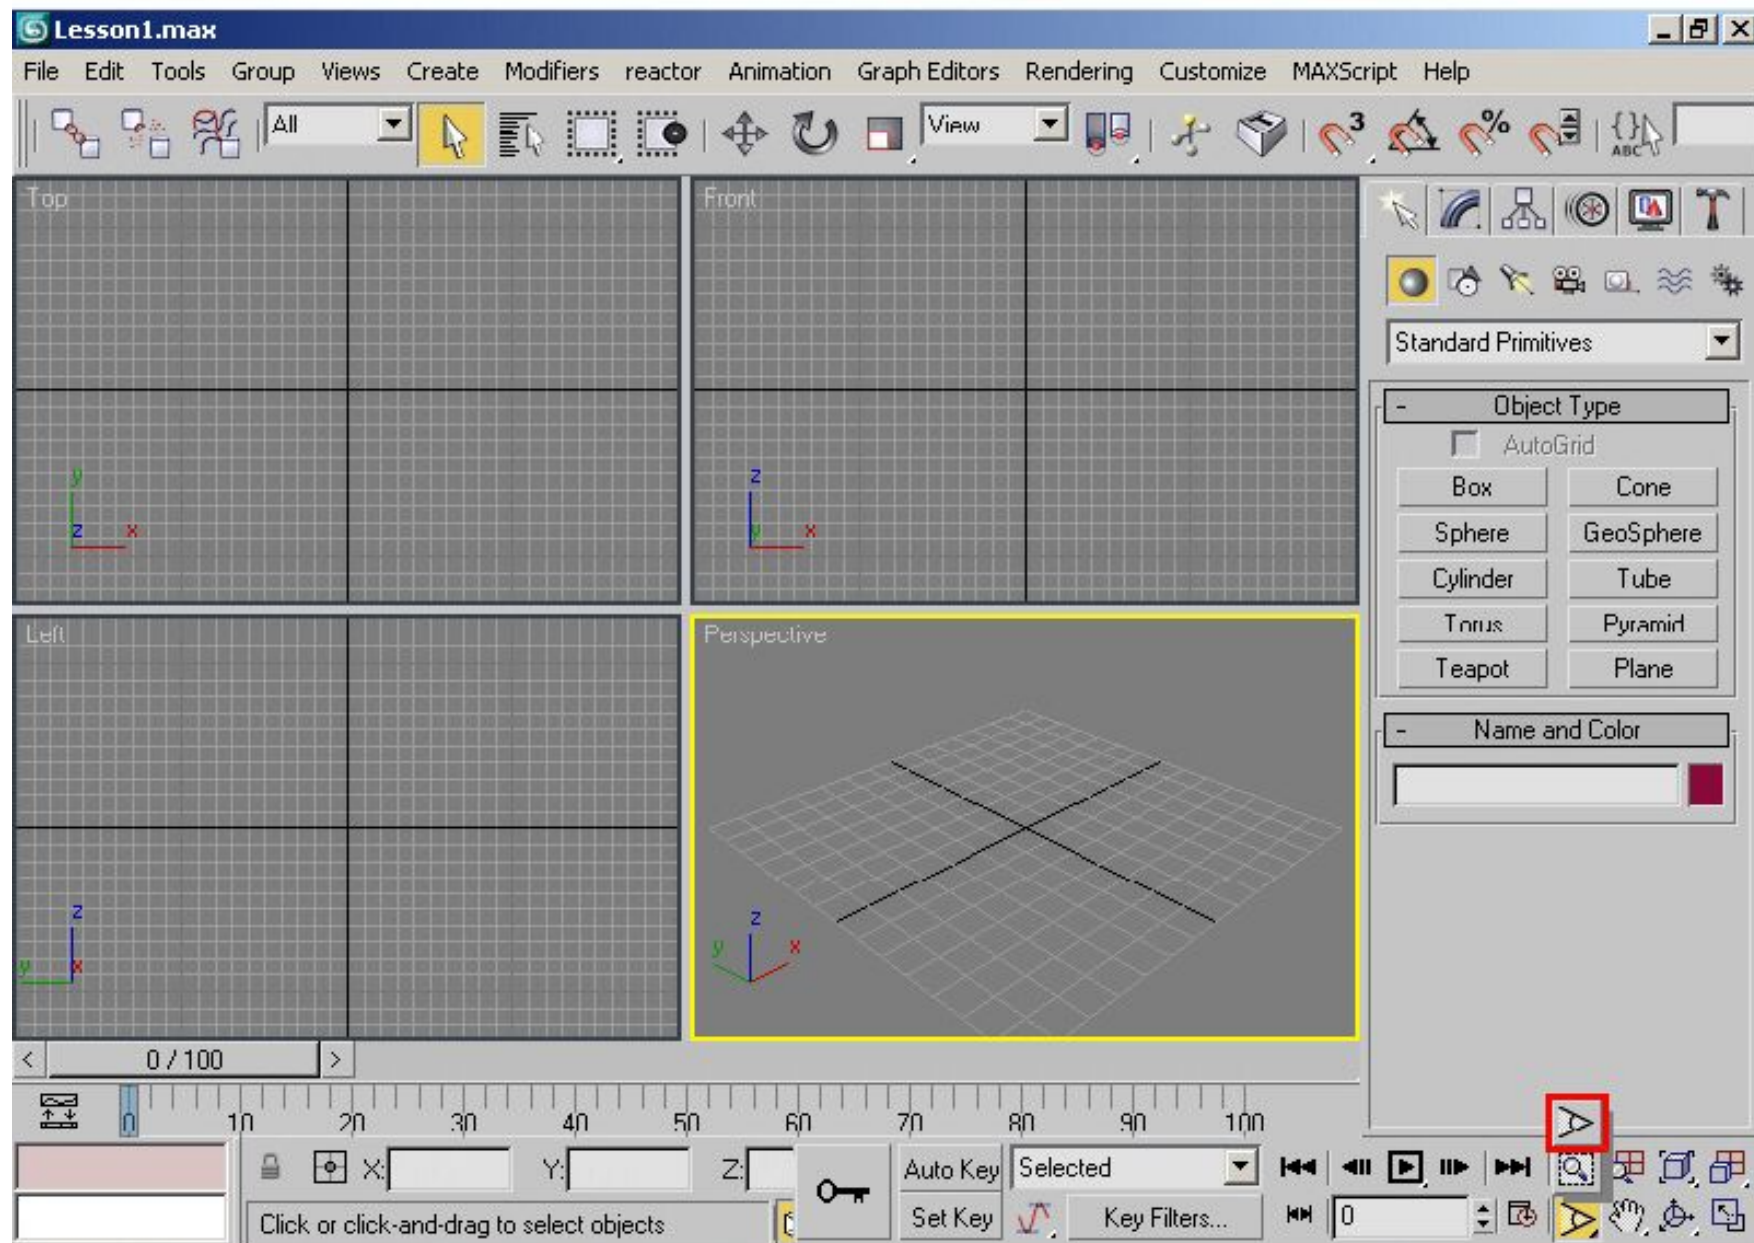 Lesson1.max
File Edit Tools Group Views Create Modifiers reactor Animation Graph Editors Rendering Customize MAXScript Help
All View 3 % {} ABC
Top Front
y z x
z y x
Standard Primitives
- Object Type
AutoGrid
Box Cone
Sphere GeoSphere
Cylinder Tube
Torus Pyramid
Teapot Plane
- Name and Color
Left Perspective
z y x
z y x
< 0 / 100 >
0 10 20 30 40 50 60 70 80 90 100
X: Y: Z: Auto Key Selected
Click or click-and-drag to select objects Set Key Key Filters... 0